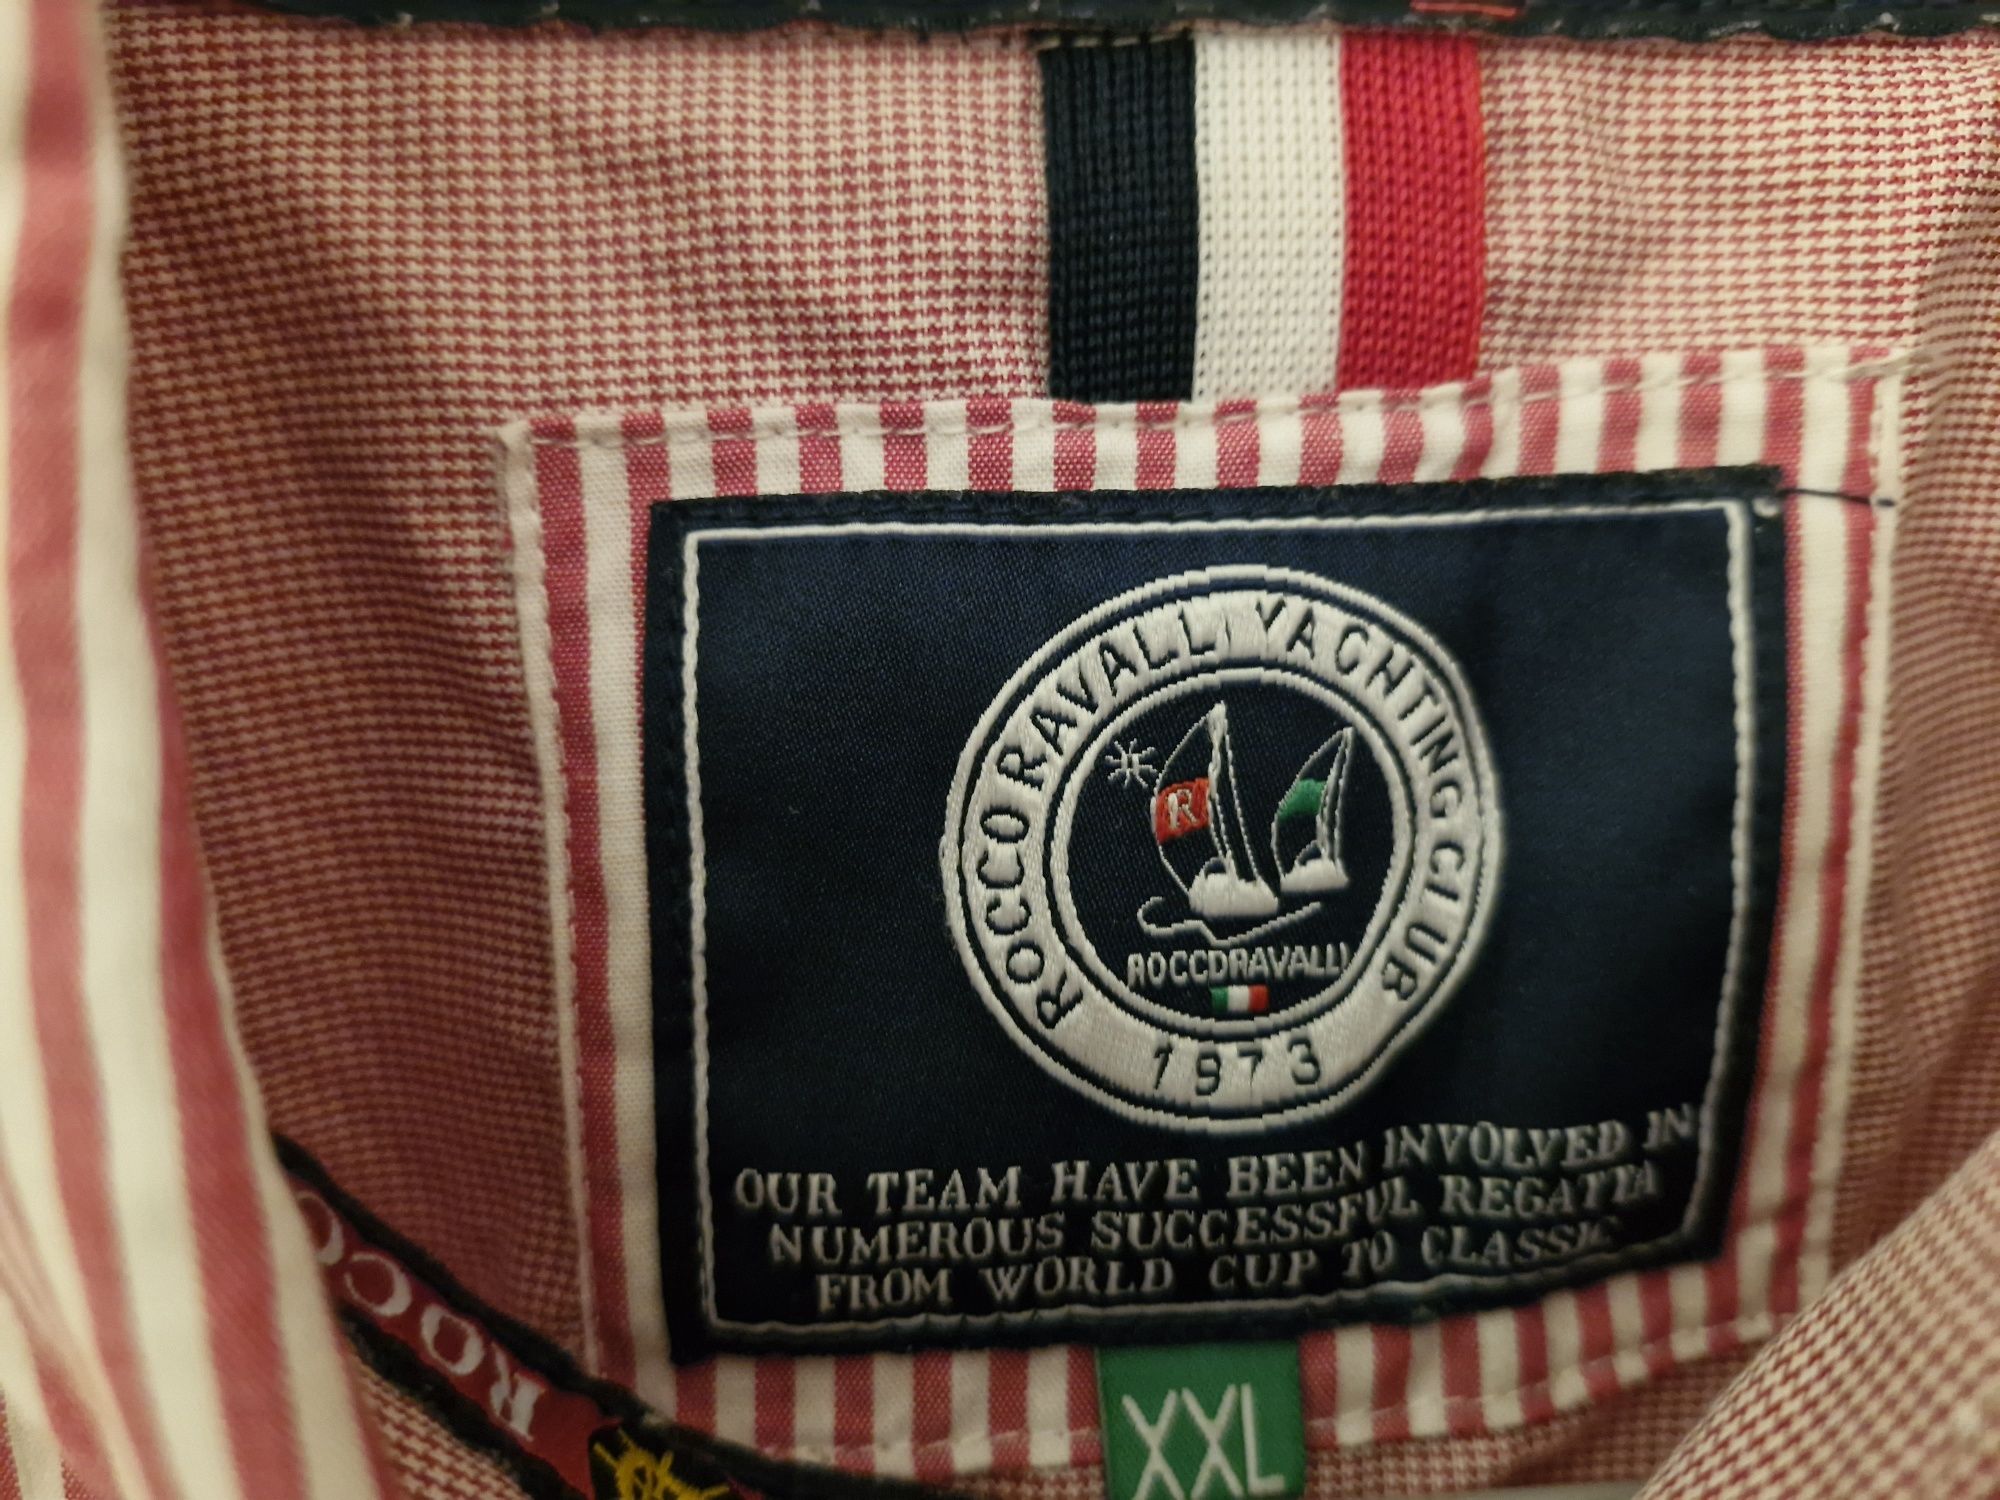 ROCCORAVALLI YACHTING CLUB
R
ROCCORAVALLI
1973
OUR TEAM HAVE BEEN INVOLVED IN
NUMEROUS SUCCESSFUL REGATTA
FROM WORLD CUP TO CLASSIC
ROCCO
XXL